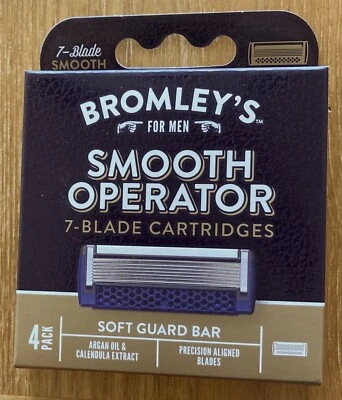 7-Blade
SMOOTH
BROMLEY'S™
FOR MEN
SMOOTH
OPERATOR
7-BLADE CARTRIDGES
4 PACK
SOFT GUARD BAR
ARGAN OIL &
CALENDULA EXTRACT
PRECISION ALIGNED
BLADES